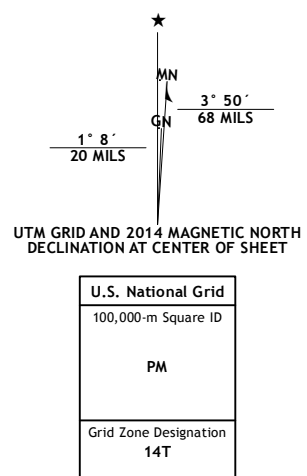 MN
3° 50´
68 MILS
GN
1° 8´
20 MILS
UTM GRID AND 2014 MAGNETIC NORTH
DECLINATION AT CENTER OF SHEET
U.S. National Grid
100,000-m Square ID
PM
Grid Zone Designation
14T